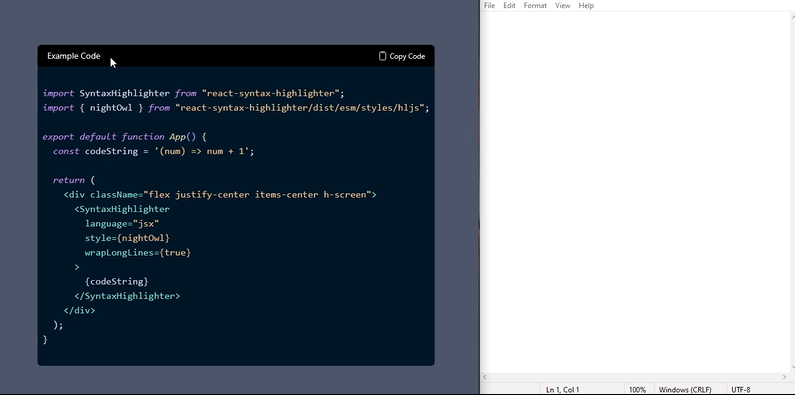 File Edit Format View Help
Example Code
Copy Code
import SyntaxHighlighter from "react-syntax-highlighter";
import { nightOwl } from "react-syntax-highlighter/dist/esm/styles/hljs";
export default function App() {
const codeString = '(num) => num + 1';
return (
<div className="flex justify-center items-center h-screen">
<SyntaxHighlighter
language="jsx"
style={nightOwl}
wrapLongLines={true}
>
{codeString}
</SyntaxHighlighter>
</div>
);
}
Ln 1, Col 1 100% Windows (CRLF) UTF-8